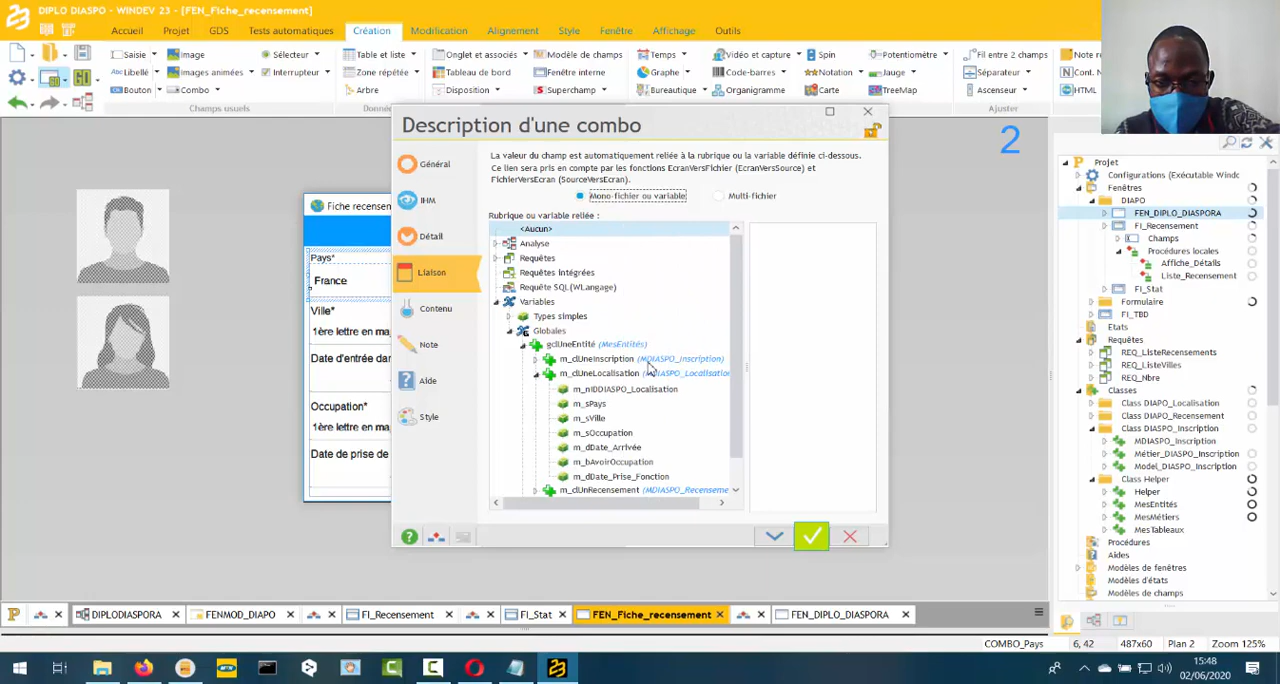 DIPLO DIASPO - WINDEV 23 - [FEN_Fiche_recensement]
Accueil Projet GDS Tests automatiques Création Modification Alignement Style Fenêtre Affichage Outils
Saisie Image Sélecteur Table et liste Onglet et associés Modèle de champs Temps Vidéo et capture Spin Potentiomètre Fil entre 2 champs Note re
Libellé Images animées Interrupteur Zone répétée Tableau de bord Fenêtre interne Graphe Code-barres Notation Jauge Séparateur Cont.
Bouton Combo Arbre Disposition Superchamp Bureautique Organigramme Carte TreeMap Ascenseur HTML
Champs usuels Donné Ajuster
2
Description d'une combo
Général
IHM
Détail
Liaison
Contenu
Note
Aide
Style
La valeur du champ est automatiquement reliée à la rubrique ou la variable définie ci-dessous.
Ce lien sera pris en compte par les fonctions EcranVersFichier (EcranVersSource) et
FichierVersEcran (SourceVersEcran).
Mono-fichier ou variable Multi-fichier
Rubrique ou variable reliée :
<Aucun>
Analyse
Requêtes
Requêtes intégrées
Requête SQL(WLangage)
Variables
Types simples
Globales
gclUneEntité (MesEntités)
m_clUneInscription (MDIASPO_Inscription)
m_clUneLocalisation (MDIASPO_Localisation
m_nIDDIASPO_Localisation
m_sPays
m_sVille
m_sOccupation
m_dDate_Arrivée
m_bAvoirOccupation
m_dDate_Prise_Fonction
m_clUnRecensement (MDIASPO_Recenseme
Fiche recensen
Pays*
France
Ville*
1ère lettre en ma
Date d'entrée dan
Occupation*
1ère lettre en ma
Date de prise de
Projet
Configurations (Exécutable Windc
Fenêtres
DIAPO
FEN_DIPLO_DIASPORA
FI_Recensement
Champs
Procédures locales
Affiche_Détails
Liste_Recensement
FI_Stat
Formulaire
FI_TBD
Etats
Requêtes
REQ_ListeRecensements
REQ_ListeVilles
REQ_Nbre
Classes
Class DIAPO_Localisation
Class DIAPO_Recensement
Class DIAPO_Inscription
MDIASPO_Inscription
Métier_DIASPO_Inscription
Model_DIASPO_Inscription
Class Helper
Helper
MesEntités
MesMétiers
MesTableaux
Procédures
Aides
Modèles de fenêtres
Modèles d'états
Modèles de champs
DIPLODIASPORA FENMOD_DIAPO FI_Recensement FI_Stat FEN_Fiche_recensement FEN_DIPLO_DIASPORA
COMBO_Pays 6, 42 487x60 Plan 2 Zoom 125%
15:48
02/06/2020